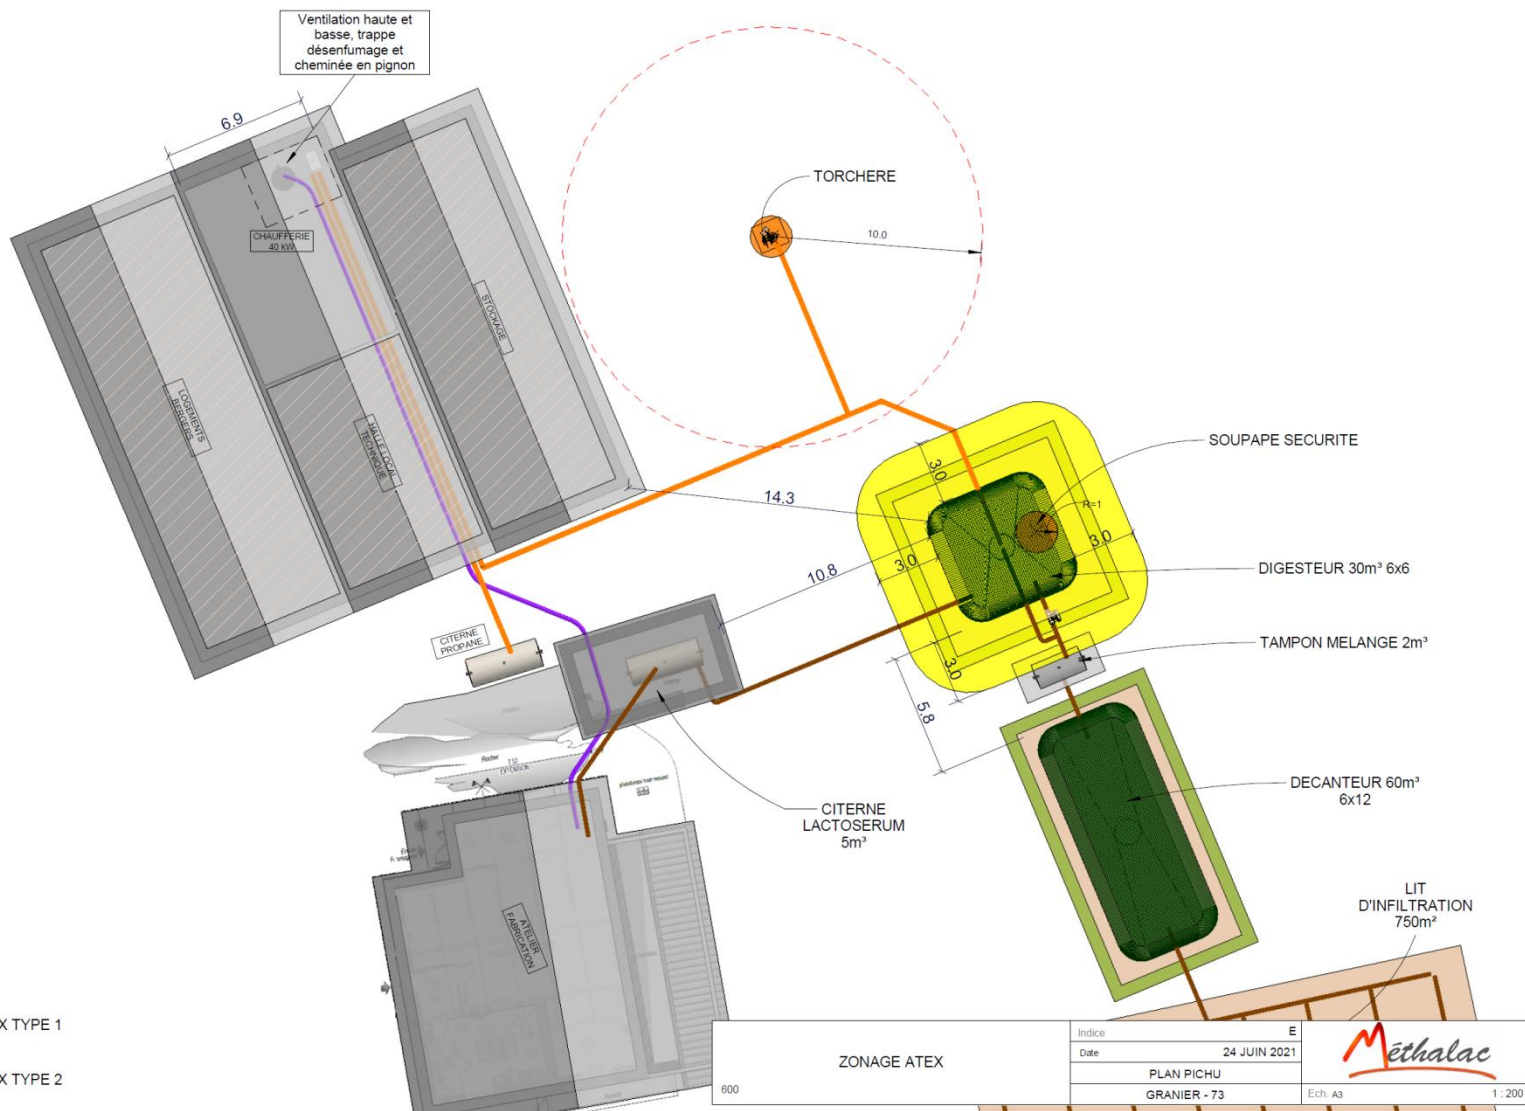 Ventilation haute et
basse, trappe
désenfumage et
cheminée en pignon
6.9
TORCHERE
10.0
CHAUFFERIE
40 kW
STOCKAGE
LOGEMENTS
BERGERS
HALLE LOCAL
TECHNIQUE
SOUPAPE SECURITE
3.0
R=1
14.3
3.0
3.0
10.8
DIGESTEUR 30m³ 6x6
CITERNE
PROPANE
TAMPON MELANGE 2m³
3.0
5.8
Rocher
EXTENSION
DECANTEUR 60m³
6x12
CITERNE
LACTOSERUM
5m³
LIT
D'INFILTRATION
750m²
ATELIER
FABRICATION
X TYPE 1
X TYPE 2
600
ZONAGE ATEX
Indice E
Date 24 JUIN 2021
PLAN PICHU
GRANIER - 73
Méthalac
Ech. A3 1 : 200